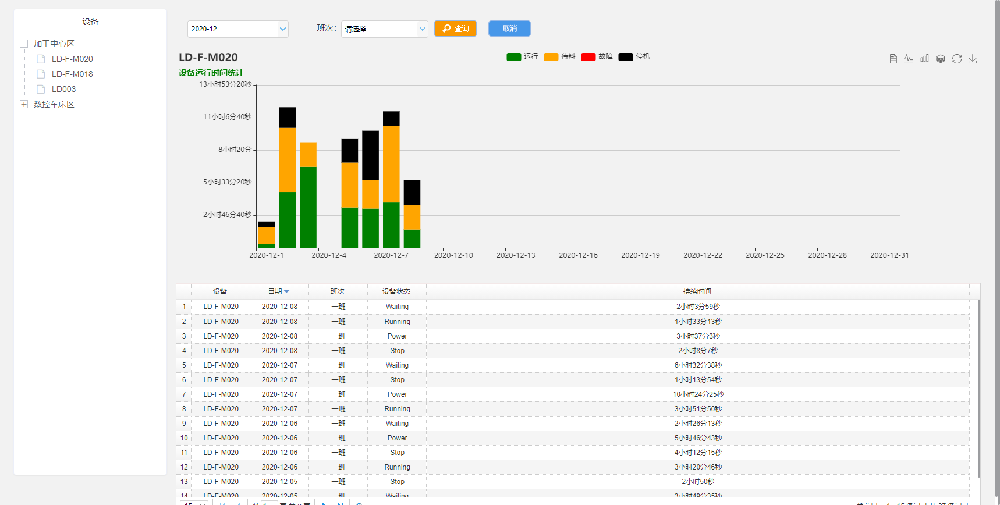 设备
加工中心区
LD-F-M020
LD-F-M018
LD003
数控车床区
2020-12 班次: 请选择 查询 取消
LD-F-M020
设备运行时间统计
运行 待料 故障 停机
13小时53分20秒
11小时6分40秒
8小时20分
5小时33分20秒
2小时46分40秒
2020-12-1 2020-12-4 2020-12-7 2020-12-10 2020-12-13 2020-12-16 2020-12-19 2020-12-22 2020-12-25 2020-12-28 2020-12-31
设备 日期 班次 设备状态 持续时间
1 LD-F-M020 2020-12-08 一班 Waiting 2小时3分59秒
2 LD-F-M020 2020-12-08 一班 Running 1小时33分13秒
3 LD-F-M020 2020-12-08 一班 Power 3小时37分3秒
4 LD-F-M020 2020-12-08 一班 Stop 2小时8分7秒
5 LD-F-M020 2020-12-07 一班 Waiting 6小时32分38秒
6 LD-F-M020 2020-12-07 一班 Stop 1小时13分54秒
7 LD-F-M020 2020-12-07 一班 Power 10小时24分25秒
8 LD-F-M020 2020-12-07 一班 Running 3小时51分50秒
9 LD-F-M020 2020-12-06 一班 Waiting 2小时26分13秒
10 LD-F-M020 2020-12-06 一班 Power 5小时46分43秒
11 LD-F-M020 2020-12-06 一班 Stop 4小时12分15秒
12 LD-F-M020 2020-12-06 一班 Running 3小时20分46秒
13 LD-F-M020 2020-12-05 一班 Stop 2小时50秒
14 LD-F-M020 2020-12-05 一班 Waiting 3小时49分35秒